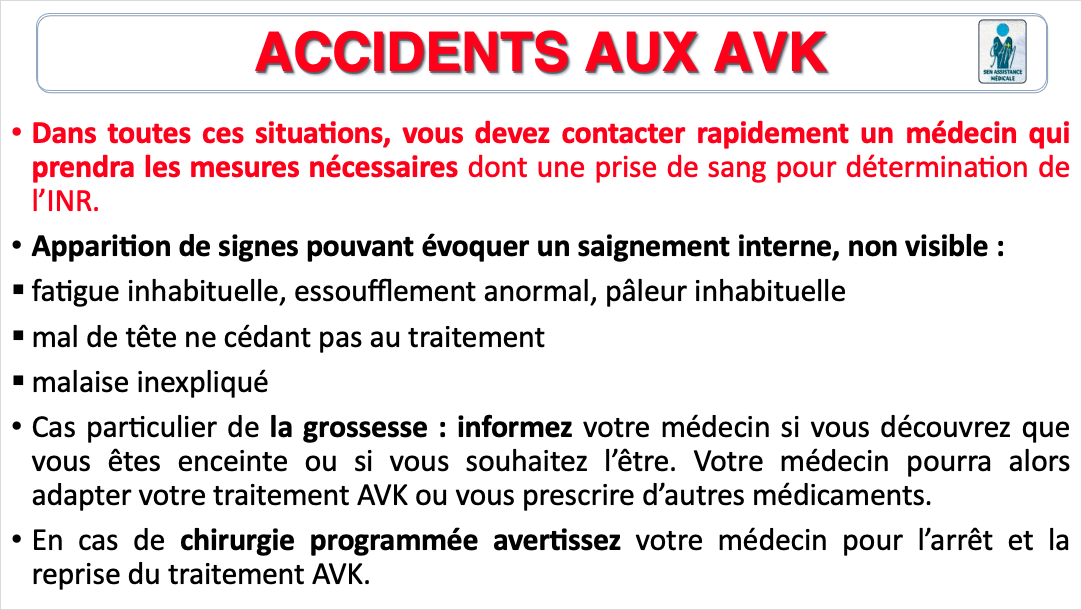 ACCIDENTS AUX AVK
SEN ASSISTANCE
MÉDICALE
• Dans toutes ces situations, vous devez contacter rapidement un médecin qui
prendra les mesures nécessaires dont une prise de sang pour détermination de
l’INR.
• Apparition de signes pouvant évoquer un saignement interne, non visible :
▪ fatigue inhabituelle, essoufflement anormal, pâleur inhabituelle
▪ mal de tête ne cédant pas au traitement
▪ malaise inexpliqué
• Cas particulier de la grossesse : informez votre médecin si vous découvrez que
vous êtes enceinte ou si vous souhaitez l’être. Votre médecin pourra alors
adapter votre traitement AVK ou vous prescrire d’autres médicaments.
• En cas de chirurgie programmée avertissez votre médecin pour l’arrêt et la
reprise du traitement AVK.